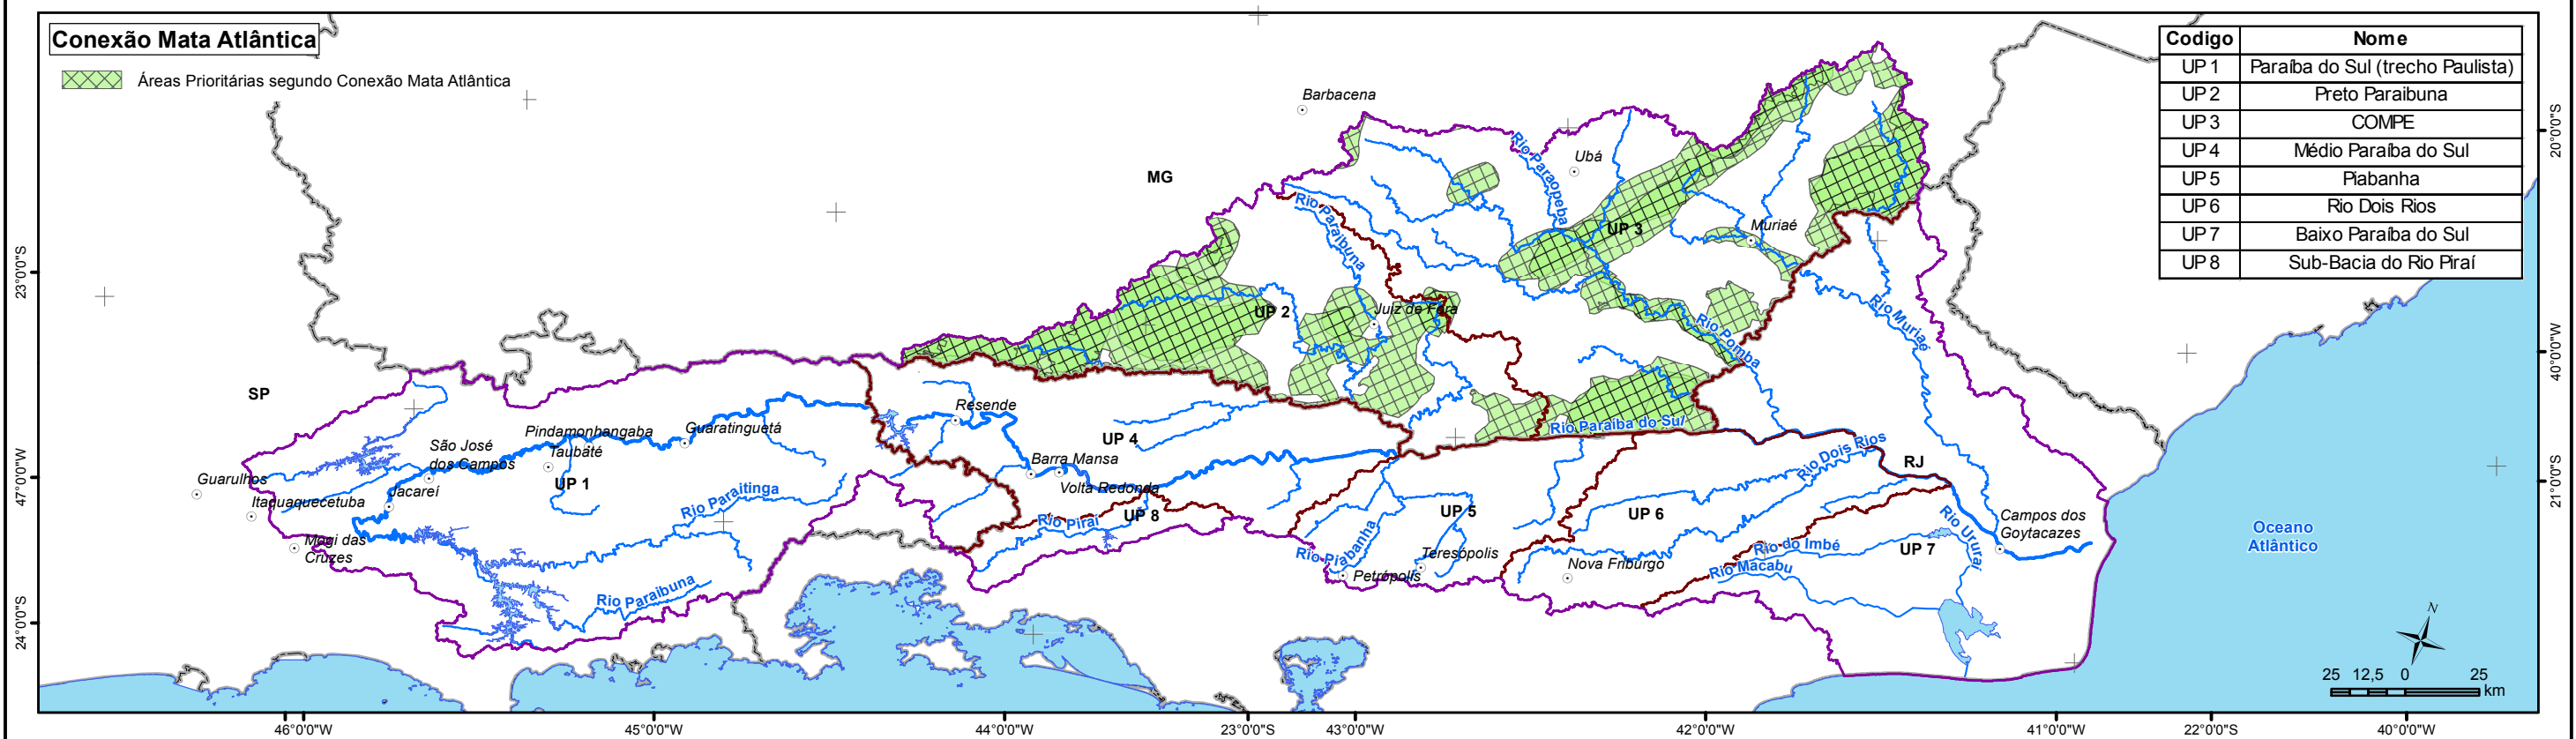 Conexão Mata Atlântica
Áreas Prioritárias segundo Conexão Mata Atlântica
Codigo Nome
UP 1 Paraíba do Sul (trecho Paulista)
UP 2 Preto Paraibuna
UP 3 COMPE
UP 4 Médio Paraíba do Sul
UP 5 Piabanha
UP 6 Rio Dois Rios
UP 7 Baixo Paraíba do Sul
UP 8 Sub-Bacia do Rio Piraí
Barbacena
MG
Rio Paraopeba
Ubá
Rio Paraibuna
UP 3
Muriaé
UP 2
Juiz de Fora
Rio Muriaé
Rio Pomba
SP
Resende
Rio Paraíba do Sul
Pindamonhangaba
Guaratinguetá
São José
dos Campos
Taubaté
UP 4
Rio Dois Rios
RJ
Guarulhos
Barra Mansa
UP 1
Jacareí
Volta Redonda
Itaquaquecetuba
Rio Paraitinga
UP 8
Rio Piraí
UP 5
UP 6
Campos dos
Goytacazes
Oceano
Atlântico
Mogi das
Cruzes
Rio Piabanha
Teresópolis
Petrópolis
Nova Friburgo
Rio do Imbé
Rio Macabu
UP 7
Rio Ururaí
Rio Paraibuna
N
25 12,5 0 25
km
23°0'0"S
47°0'0"W
24°0'0"S
20°0'0"S
40°0'0"W
21°0'0"S
46°0'0"W
45°0'0"W
44°0'0"W
23°0'0"S
43°0'0"W
42°0'0"W
41°0'0"W
22°0'0"S
40°0'0"W